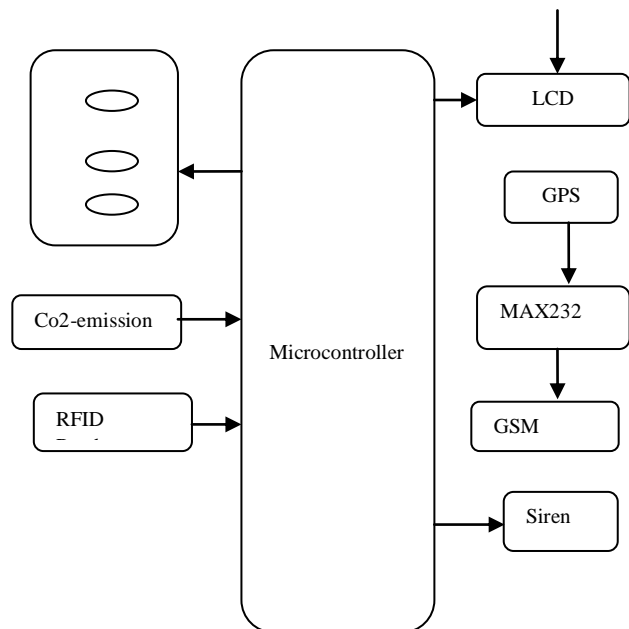 LCD
GPS
Co2-emission
MAX232
Microcontroller
RFID
GSM
Siren